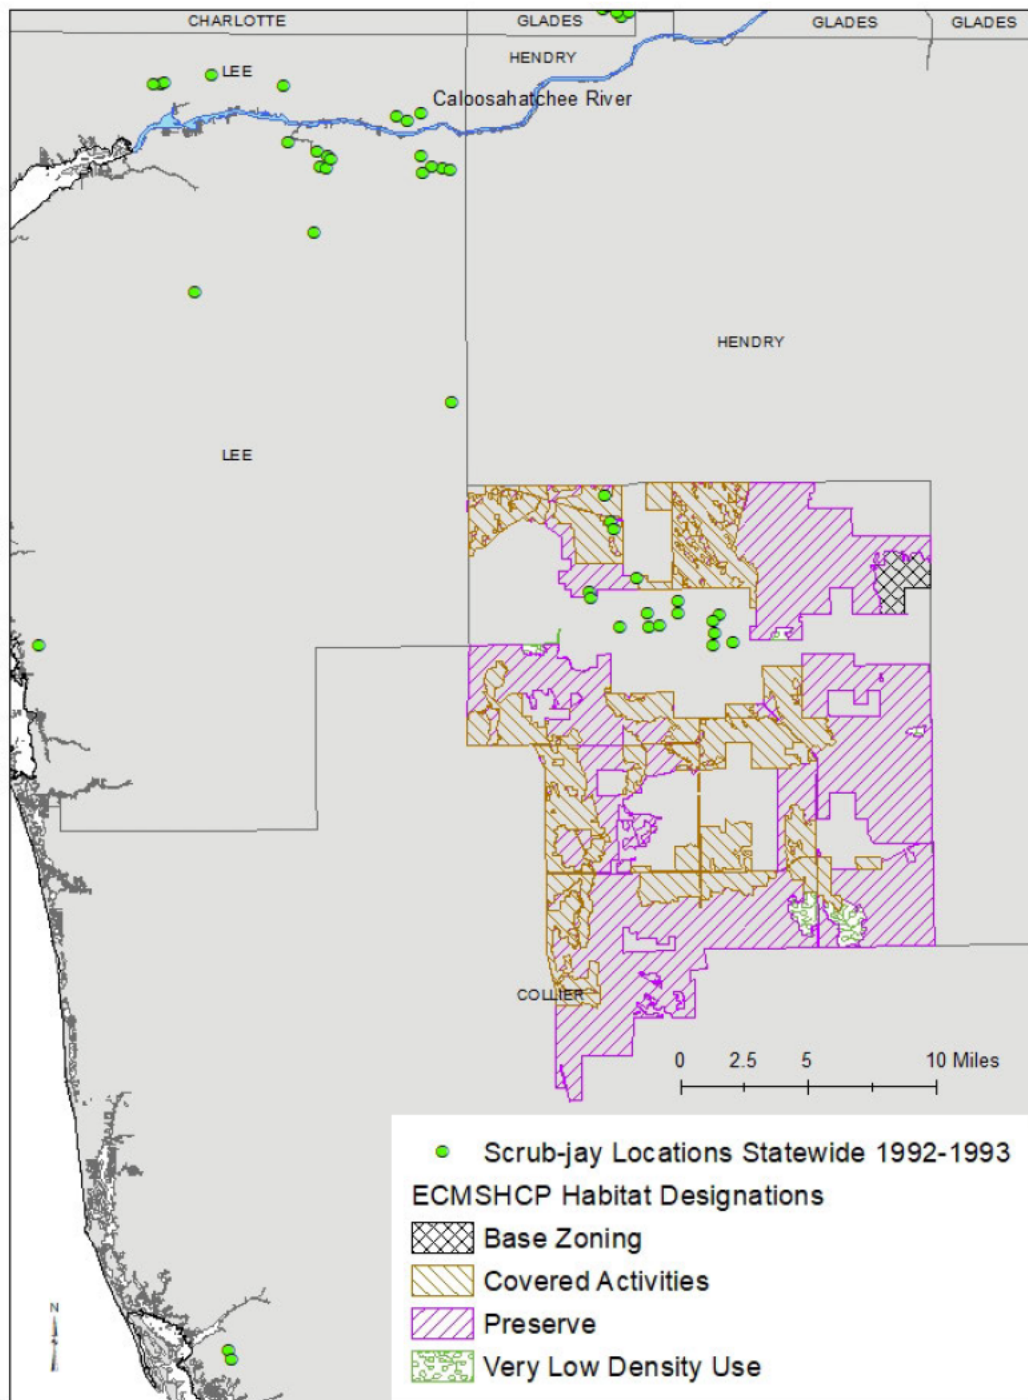 CHARLOTTE
GLADES
GLADES
GLADES
HENDRY
LEE
Caloosahatchee River
HENDRY
LEE
COLLIER
0 2.5 5 10 Miles
N
Scrub-jay Locations Statewide 1992-1993
ECMSHCP Habitat Designations
Base Zoning
Covered Activities
Preserve
Very Low Density Use